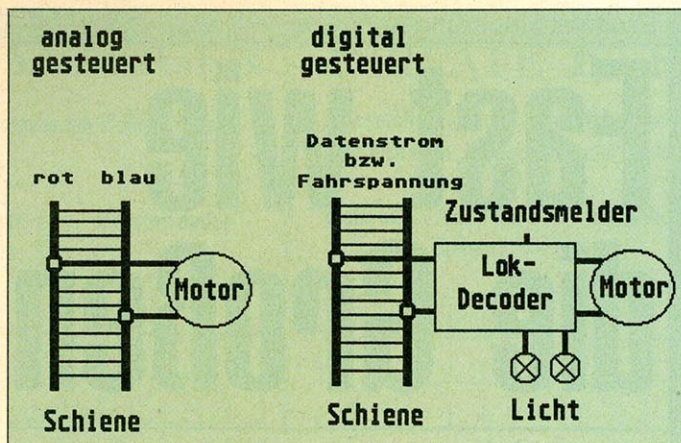 analog
gesteuert
rot blau
Motor
Schiene
digital
gesteuert
Datenstrom
bzw.
Fahrspannung
Zustandsmelder
Lok-
Decoder
Motor
Schiene
Licht